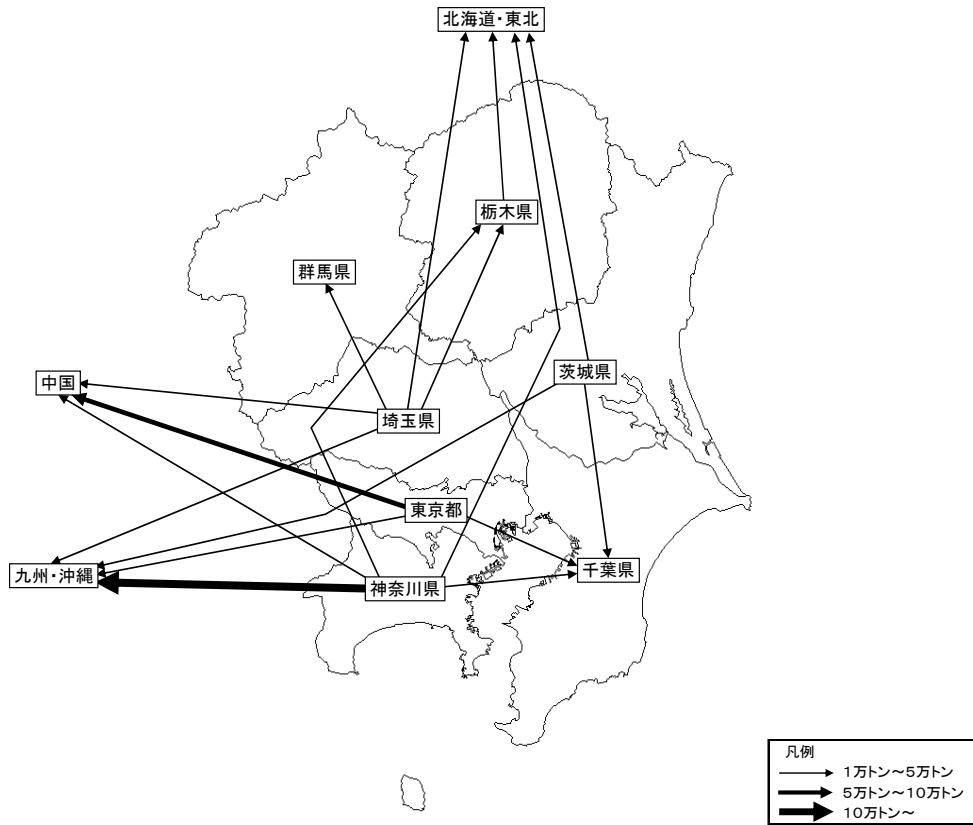 北海道・東北
栃木県
群馬県
茨城県
中国
埼玉県
東京都
九州・沖縄
神奈川県
千葉県
凡例
1万トン～5万トン
5万トン～10万トン
10万トン～